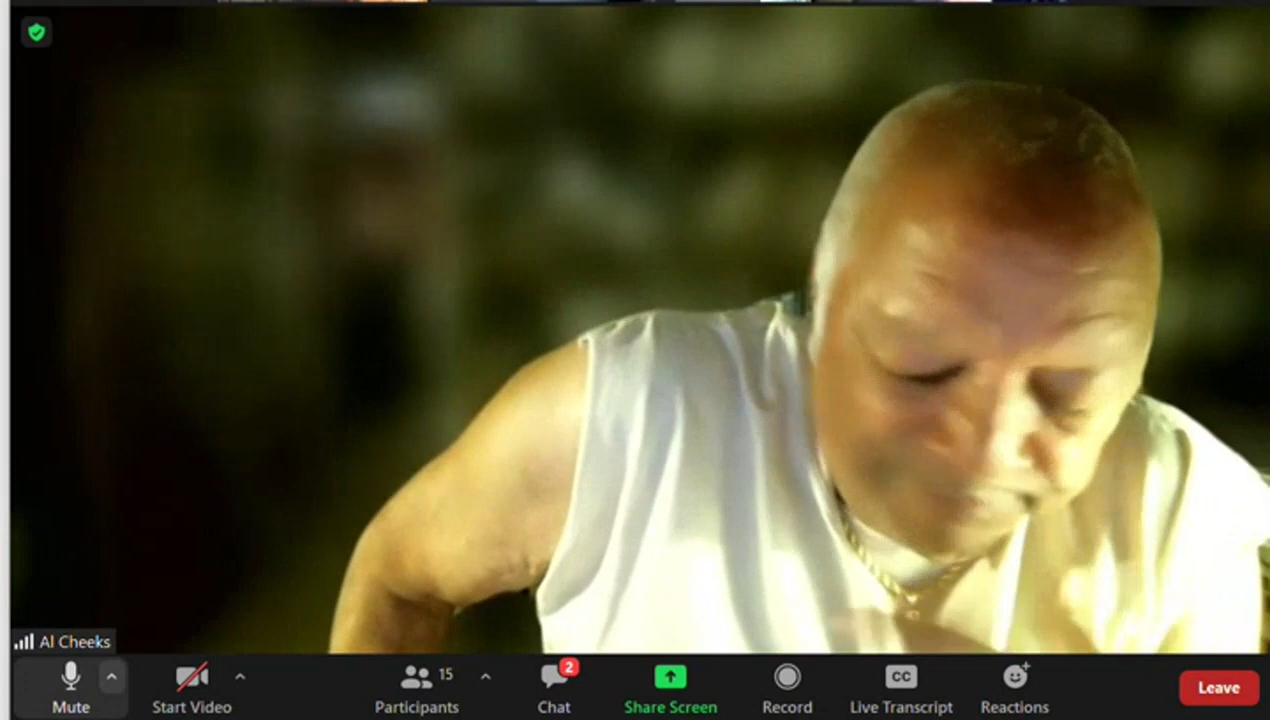 Al Cheeks
15
2
Mute
Start Video
Participants
Chat
Share Screen
CC
Record
Live Transcript
Reactions
Leave